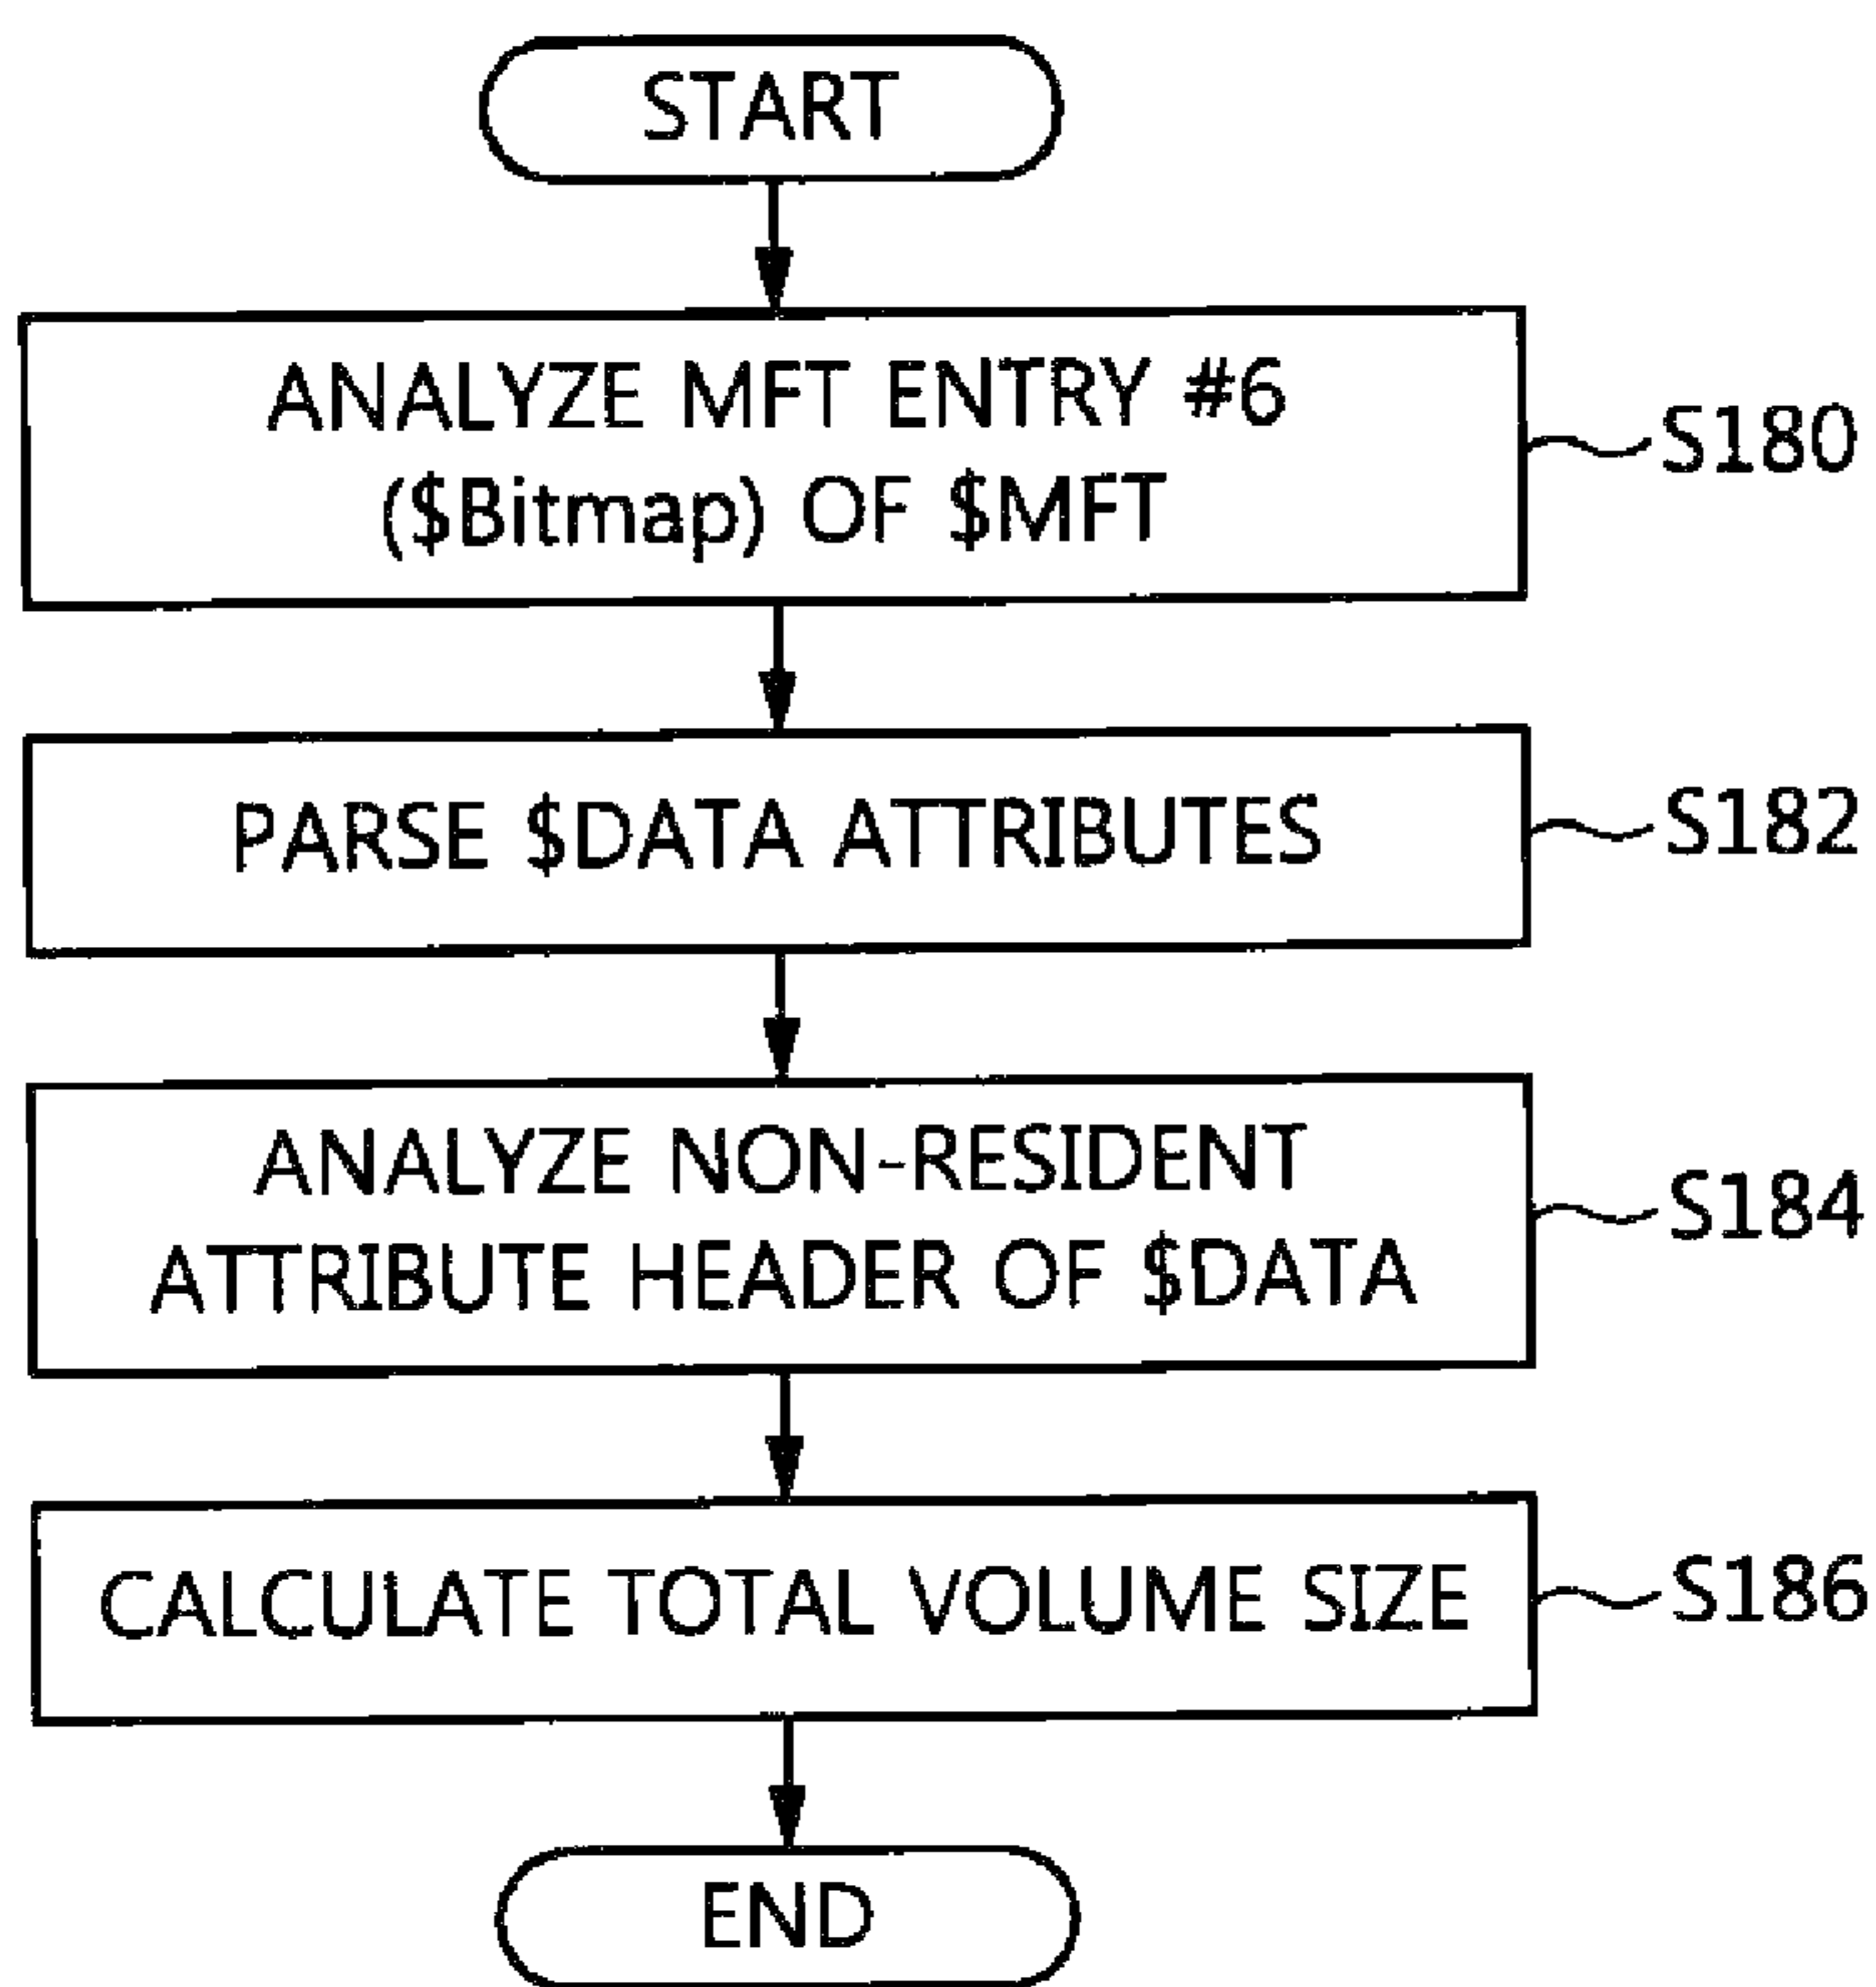 START
ANALYZE MFT ENTRY #6
($Bitmap) OF $MFT
S180
PARSE $DATA ATTRIBUTES
S182
ANALYZE NON-RESIDENT
ATTRIBUTE HEADER OF $DATA
S184
CALCULATE TOTAL VOLUME SIZE
S186
END